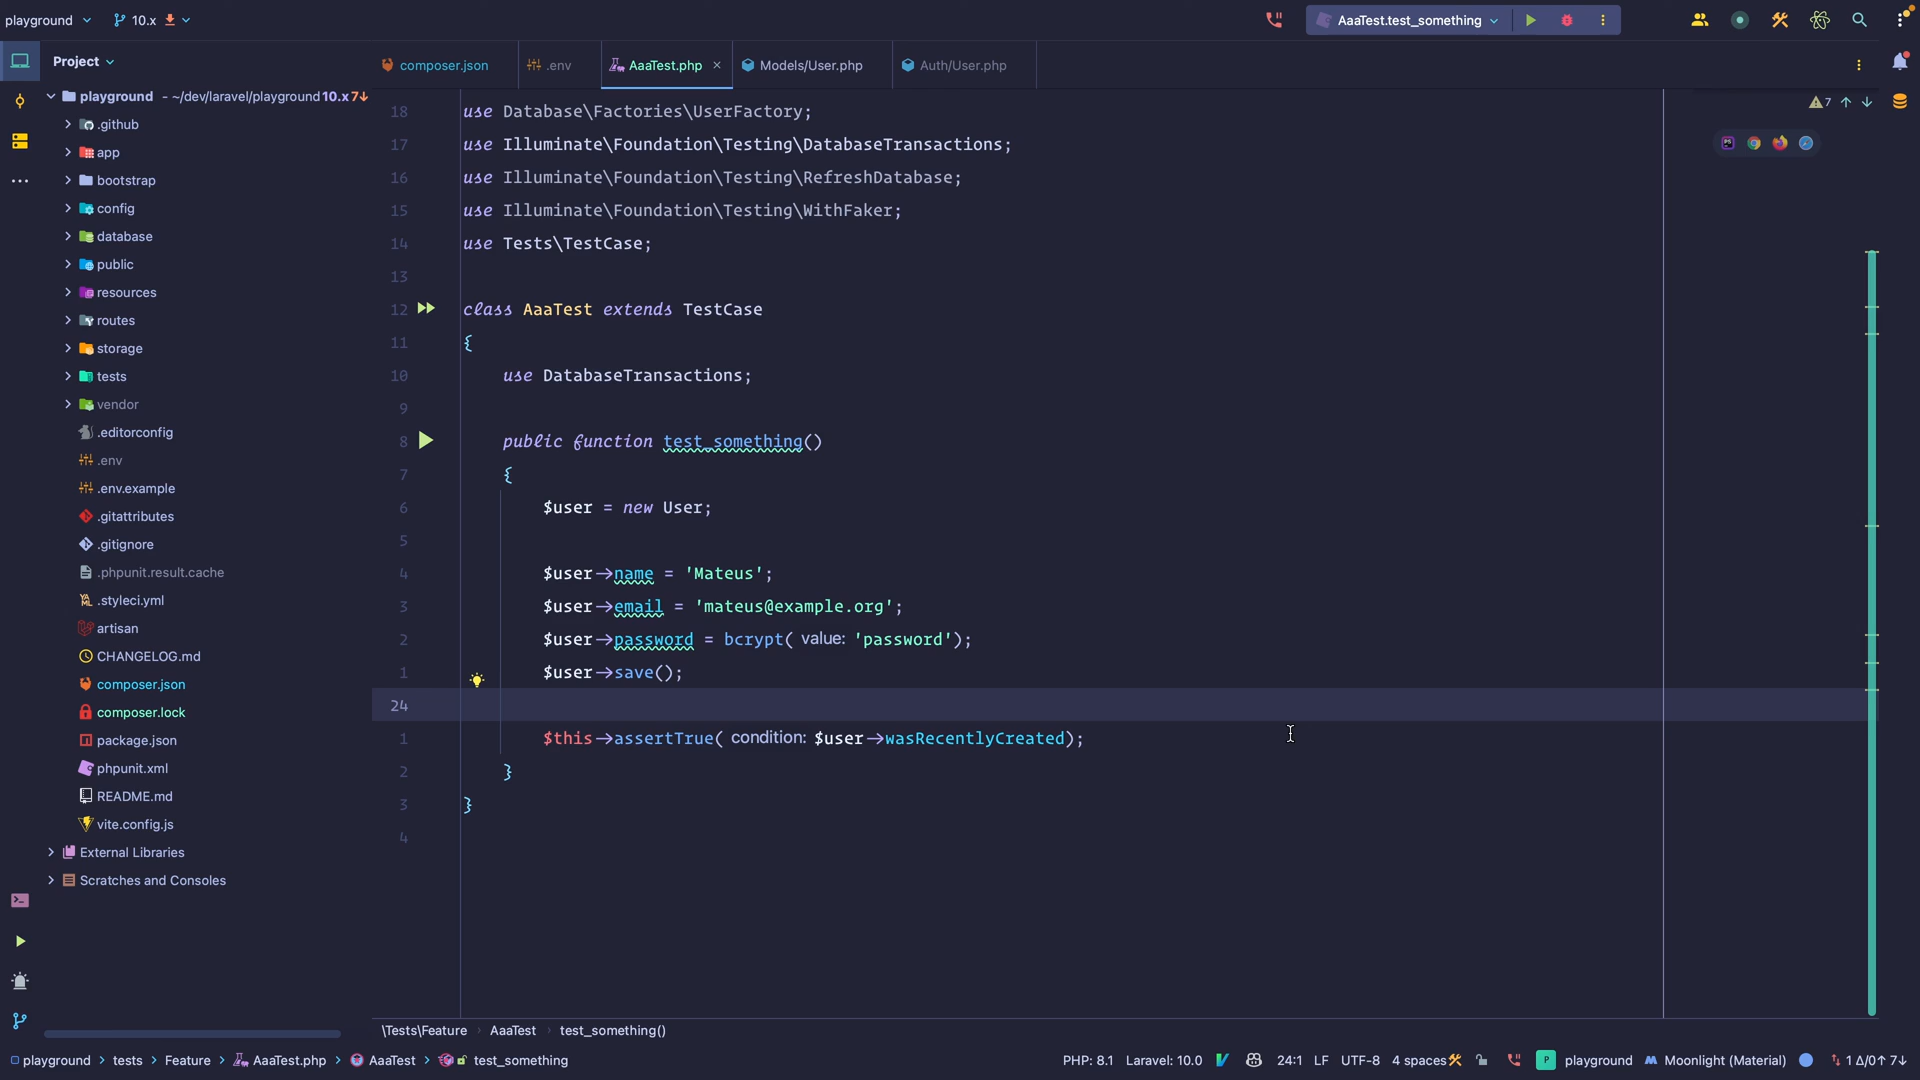 playground 10.x AaaTest.test_something
Project
composer.json .env AaaTest.php × Models/User.php Auth/User.php
playground - ~/dev/laravel/playground 10.x 7↓
.github
app
bootstrap
config
database
public
resources
routes
storage
tests
vendor
.editorconfig
.env
.env.example
.gitattributes
.gitignore
.phpunit.result.cache
.styleci.yml
artisan
CHANGELOG.md
composer.json
composer.lock
package.json
phpunit.xml
README.md
vite.config.js
External Libraries
Scratches and Consoles
7
18 use Database\Factories\UserFactory;
17 use Illuminate\Foundation\Testing\DatabaseTransactions;
16 use Illuminate\Foundation\Testing\RefreshDatabase;
15 use Illuminate\Foundation\Testing\WithFaker;
14 use Tests\TestCase;
13
12 class AaaTest extends TestCase
11 {
10 use DatabaseTransactions;
9
8 public function test_something()
7 {
6 $user = new User;
5
4 $user→name = 'Mateus';
3 $user→email = 'mateus@example.org';
2 $user→password = bcrypt( value: 'password');
1 $user→save();
24
1 $this→assertTrue( condition: $user→wasRecentlyCreated);
2 }
3 }
4
\Tests\Feature › AaaTest › test_something()
playground › tests › Feature › AaaTest.php › AaaTest › test_something
PHP: 8.1 Laravel: 10.0 24:1 LF UTF-8 4 spaces P playground Moonlight (Material) 1 Δ/0↑ 7↓